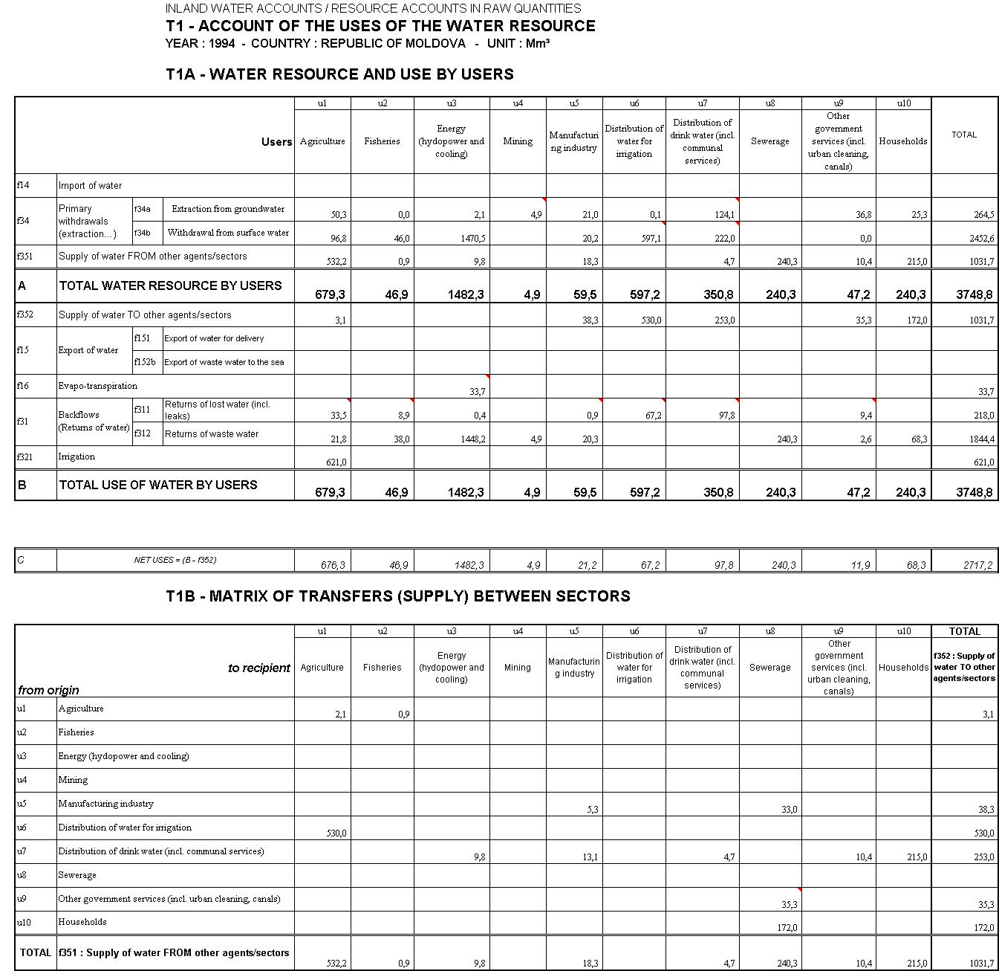 INLAND WATER ACCOUNTS / RESOURCE ACCOUNTS IN RAW QUANTITIES
T1 - ACCOUNT OF THE USES OF THE WATER RESOURCE
YEAR : 1994 - COUNTRY : REPUBLIC OF MOLDOVA - UNIT : Mm³
T1A - WATER RESOURCE AND USE BY USERS
u1 u2 u3 u4 u5 u6 u7 u8 u9 u10
Users
Agriculture
Fisheries
Energy
(hydopower and
cooling)
Mining
Manufacturi
ng industry
Distribution of
water for
irrigation
Distribution of
drink water (incl.
communal
services)
Sewerage
Other
government
services (incl.
urban cleaning,
canals)
Households
TOTAL
f14 Import of water
f34
Primary
withdrawals
(extraction...)
f34a Extraction from groundwater 50,3 0,0 2,1 4,9 21,0 0,1 124,1 36,8 25,3 264,5
f34b Withdrawal from surface water 96,8 46,0 1470,5 20,2 597,1 222,0 0,0 2452,6
f351 Supply of water FROM other agents/sectors 532,2 0,9 9,8 18,3 4,7 240,3 10,4 215,0 1031,7
A TOTAL WATER RESOURCE BY USERS 679,3 46,9 1482,3 4,9 59,5 597,2 350,8 240,3 47,2 240,3 3748,8
f352 Supply of water TO other agents/sectors 3,1 38,3 530,0 253,0 35,3 172,0 1031,7
f15 Export of water
f151 Export of water for delivery
f152b Export of waste water to the sea
f16 Evapo-transpiration 33,7 33,7
f31
Backflows
(Returns of water)
f311 Returns of lost water (incl.
leaks) 33,5 8,9 0,4 0,9 67,2 97,8 9,4 218,0
f312 Returns of waste water 21,8 38,0 1448,2 4,9 20,3 240,3 2,6 68,3 1844,4
f321 Irrigation 621,0 621,0
B TOTAL USE OF WATER BY USERS 679,3 46,9 1482,3 4,9 59,5 597,2 350,8 240,3 47,2 240,3 3748,8
C NET USES = (B - f352) 676,3 46,9 1482,3 4,9 21,2 67,2 97,8 240,3 11,9 68,3 2717,2
T1B - MATRIX OF TRANSFERS (SUPPLY) BETWEEN SECTORS
u1 u2 u3 u4 u5 u6 u7 u8 u9 u10 TOTAL
to recipient
from origin
Agriculture
Fisheries
Energy
(hydopower and
cooling)
Mining
Manufacturin
g industry
Distribution of
water for
irrigation
Distribution of
drink water (incl.
communal
services)
Sewerage
Other
government
services (incl.
urban cleaning,
canals)
Households
f352 : Supply of
water TO other
agents/sectors
u1 Agriculture 2,1 0,9 3,1
u2 Fisheries
u3 Energy (hydopower and cooling)
u4 Mining
u5 Manufacturing industry 5,3 33,0 38,3
u6 Distribution of water for irrigation 530,0 530,0
u7 Distribution of drink water (incl. communal services) 9,8 13,1 4,7 10,4 215,0 253,0
u8 Sewerage
u9 Other government services (incl. urban cleaning, canals) 35,3 35,3
u10 Households 172,0 172,0
TOTAL f351 : Supply of water FROM other agents/sectors 532,2 0,9 9,8 18,3 4,7 240,3 10,4 215,0 1031,7